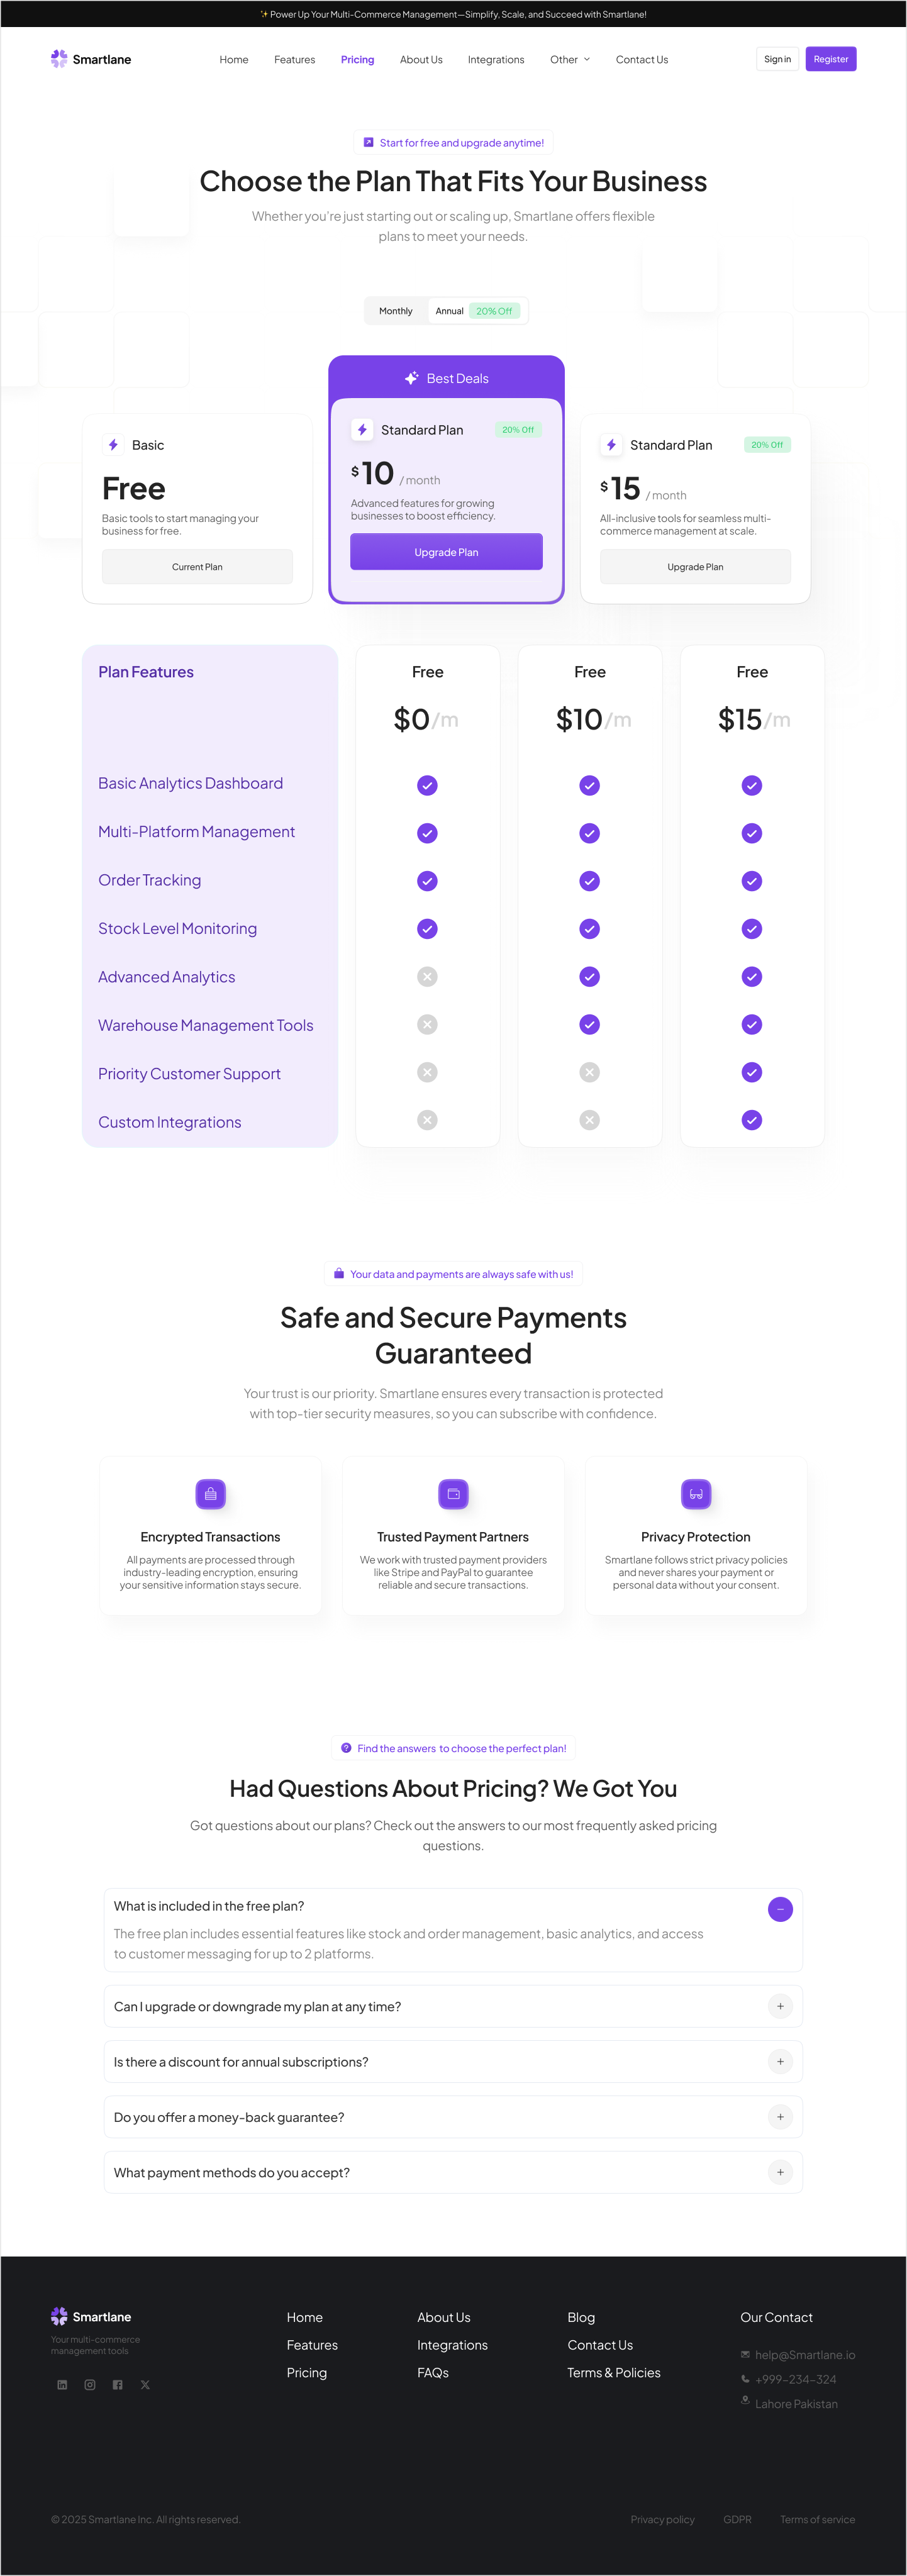 ✨ Power Up Your Multi-Commerce Management—Simplify, Scale, and Succeed with Smartlane!
Smartlane
Home
Features
Pricing
About Us
Integrations
Other
Contact Us
Sign in
Register
Start for free and upgrade anytime!
Choose the Plan That Fits Your Business
Whether you're just starting out or scaling up, Smartlane offers flexible
plans to meet your needs.
Monthly
Annual
20% Off
Best Deals
Basic
Free
Basic tools to start managing your
business for free.
Current Plan
Standard Plan
20% Off
$10 / month
Advanced features for growing
businesses to boost efficiency.
Upgrade Plan
Standard Plan
20% Off
$15 / month
All-inclusive tools for seamless multi-
commerce management at scale.
Upgrade Plan
Plan Features
Free
Free
Free
$0/m
$10/m
$15/m
Basic Analytics Dashboard
Multi-Platform Management
Order Tracking
Stock Level Monitoring
Advanced Analytics
Warehouse Management Tools
Priority Customer Support
Custom Integrations
Your data and payments are always safe with us!
Safe and Secure Payments
Guaranteed
Your trust is our priority. Smartlane ensures every transaction is protected
with top-tier security measures, so you can subscribe with confidence.
Encrypted Transactions
All payments are processed through
industry-leading encryption, ensuring
your sensitive information stays secure.
Trusted Payment Partners
We work with trusted payment providers
like Stripe and PayPal to guarantee
reliable and secure transactions.
Privacy Protection
Smartlane follows strict privacy policies
and never shares your payment or
personal data without your consent.
Find the answers to choose the perfect plan!
Had Questions About Pricing? We Got You
Got questions about our plans? Check out the answers to our most frequently asked pricing
questions.
What is included in the free plan?
The free plan includes essential features like stock and order management, basic analytics, and access
to customer messaging for up to 2 platforms.
Can I upgrade or downgrade my plan at any time?
Is there a discount for annual subscriptions?
Do you offer a money-back guarantee?
What payment methods do you accept?
Smartlane
Your multi-commerce
management tools
Home
Features
Pricing
About Us
Integrations
FAQs
Blog
Contact Us
Terms & Policies
Our Contact
help@Smartlane.io
+999-234-324
Lahore Pakistan
© 2025 Smartlane Inc. All rights reserved.
Privacy policy
GDPR
Terms of service